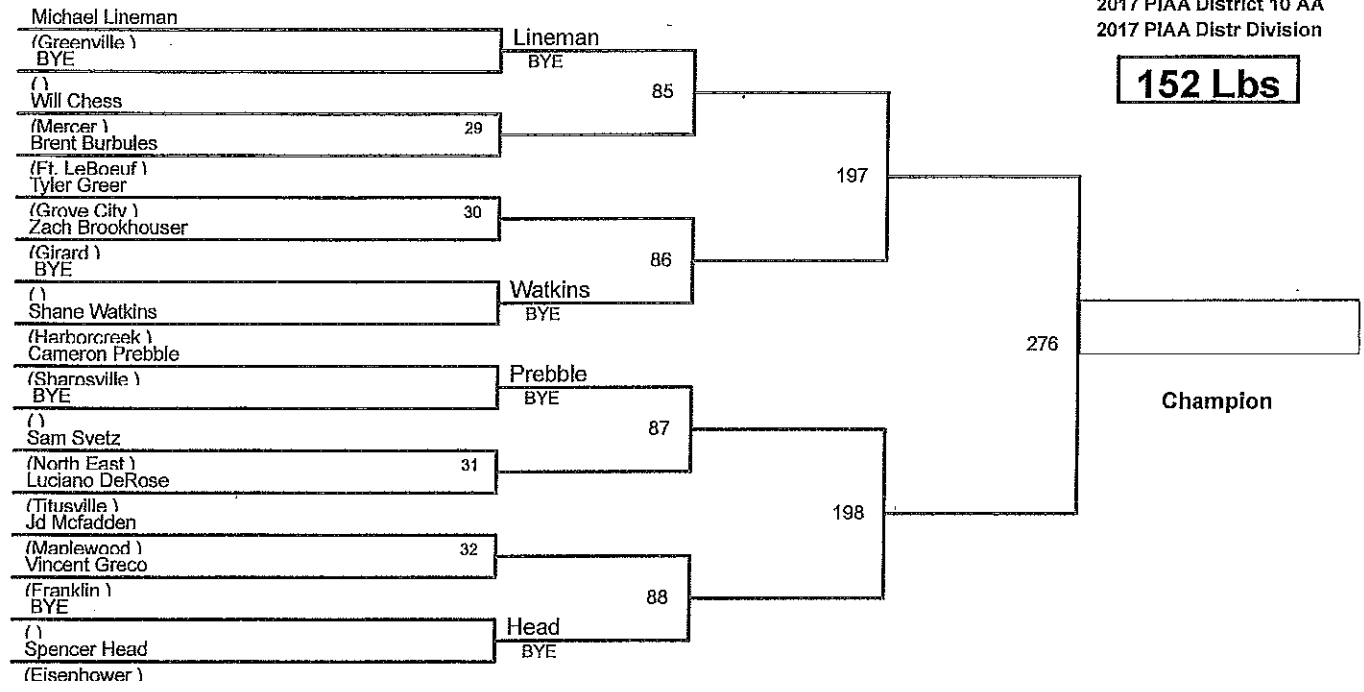 2017 PIAA District 10 AA
2017 PIAA Distr Division
152 Lbs
Michael Lineman
(Greenville )
BYE
( )
Will Chess
(Mercer )
Brent Burbules
(Ft. LeBoeuf )
Tyler Greer
(Grove City )
Zach Brookhouser
(Girard )
BYE
( )
Shane Watkins
(Harborcreek )
Cameron Prebble
(Sharpsville )
BYE
( )
Sam Svetz
(North East )
Luciano DeRose
(Titusville )
Jd Mcfadden
(Maplewood )
Vincent Greco
(Franklin )
BYE
( )
Spencer Head
(Eisenhower )
Lineman
BYE
29
30
Watkins
BYE
Prebble
BYE
31
32
Head
BYE
85
86
87
88
197
198
276
Champion